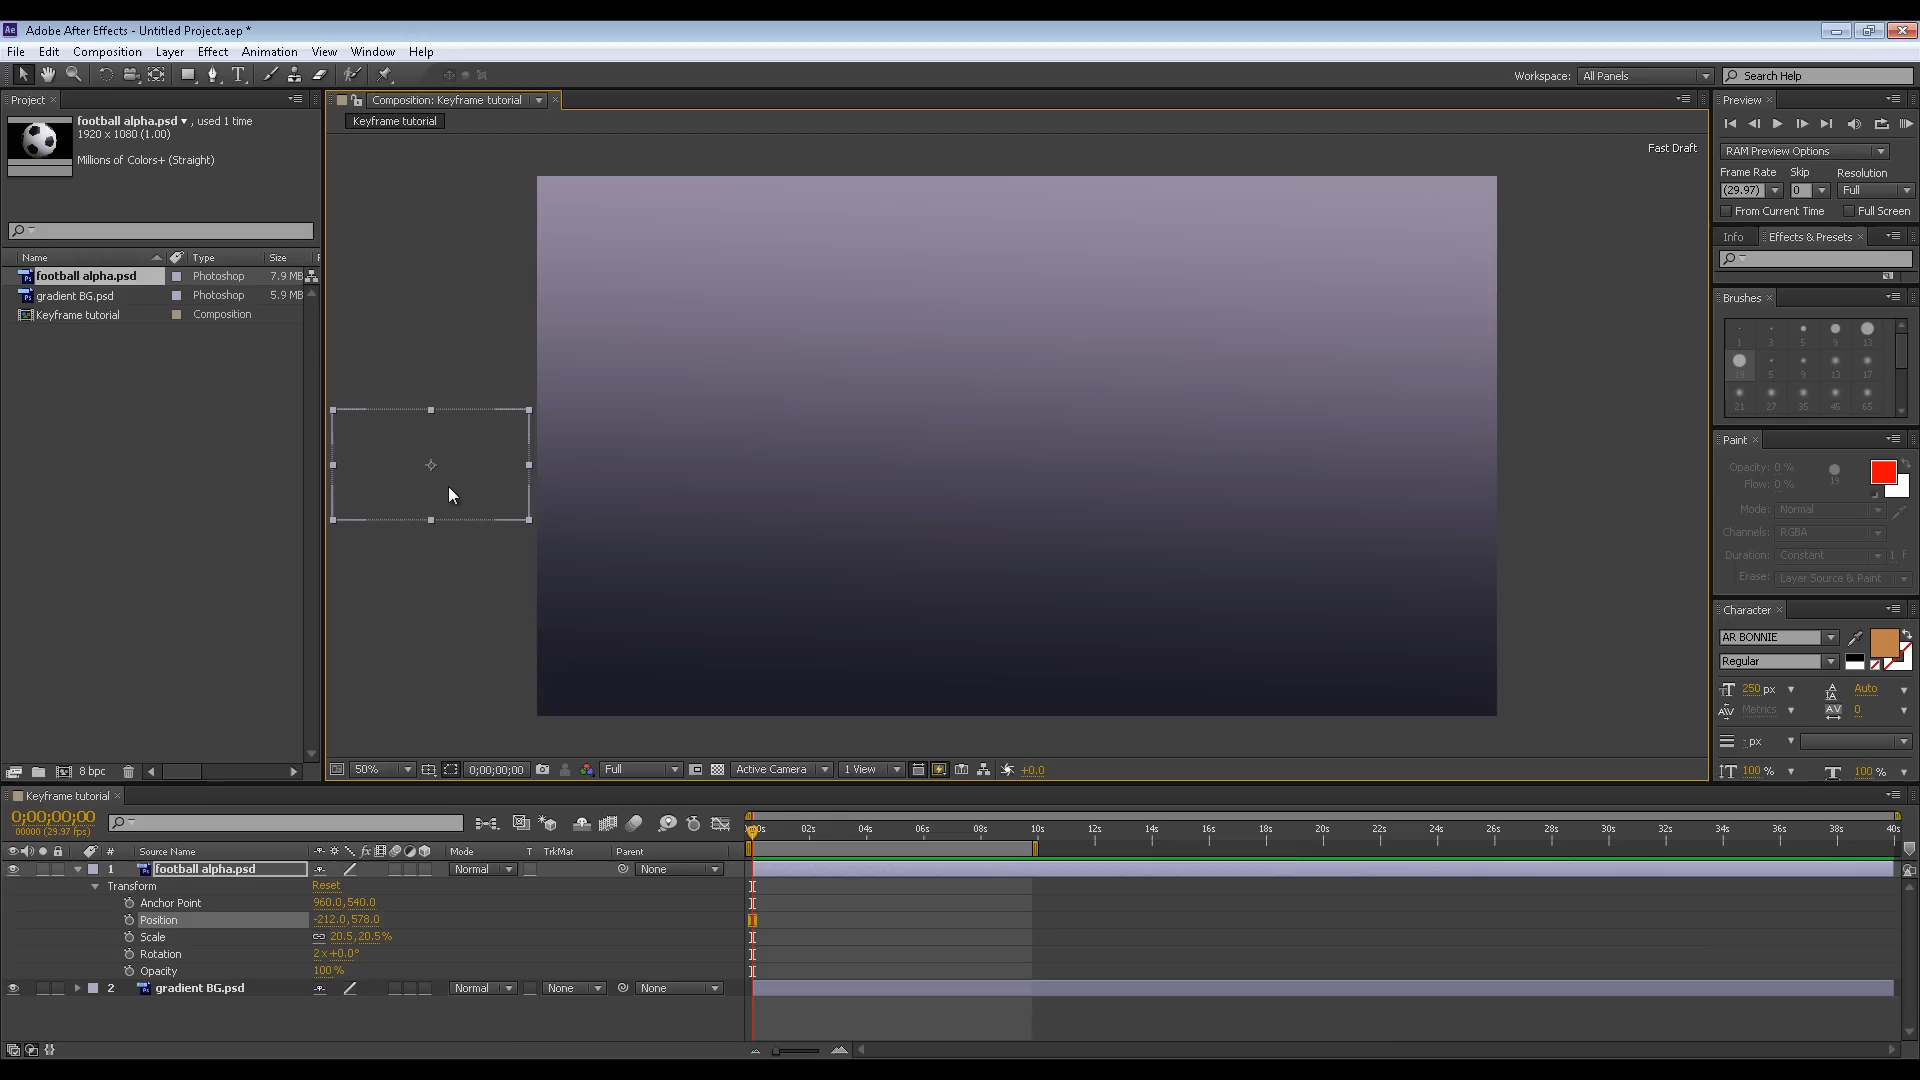 Adobe After Effects - Untitled Project.aep *
File Edit Composition Layer Effect Animation View Window Help
Workspace: All Panels Search Help
Project
football alpha.psd ▾ , used 1 time
1920 x 1080 (1.00)
Millions of Colors+ (Straight)
Name Type Size
football alpha.psd Photoshop 7.9 MB
gradient BG.psd Photoshop 5.9 MB
Keyframe tutorial Composition
8 bpc
Composition: Keyframe tutorial
Keyframe tutorial
Fast Draft
50% 0;00;00;00 Full Active Camera 1 View +0.0
Preview
RAM Preview Options
Frame Rate Skip Resolution
(29.97) 0 Full
From Current Time Full Screen
Info Effects & Presets
Brushes
1 3 5 9 13
19 5 9 13 17
21 27 35 45 65
Paint
Opacity: 0 %
Flow: 0 % 19
Mode: Normal
Channels: RGBA
Duration: Constant 1 f
Erase: Layer Source & Paint
Character
AR BONNIE
Regular
250 px Auto
Metrics 0
- px
100 % 100 %
Keyframe tutorial
0;00;00;00
00000 (29.97 fps)
02s 04s 06s 08s 10s 12s 14s 16s 18s 20s 22s 24s 26s 28s 30s 32s 34s 36s 38s 40s
# Source Name Mode T TrkMat Parent
1 football alpha.psd Normal None
Transform Reset
Anchor Point 960.0,540.0
Position -212.0,578.0
Scale 20.5,20.5%
Rotation 2x+0.0°
Opacity 100%
2 gradient BG.psd Normal None None